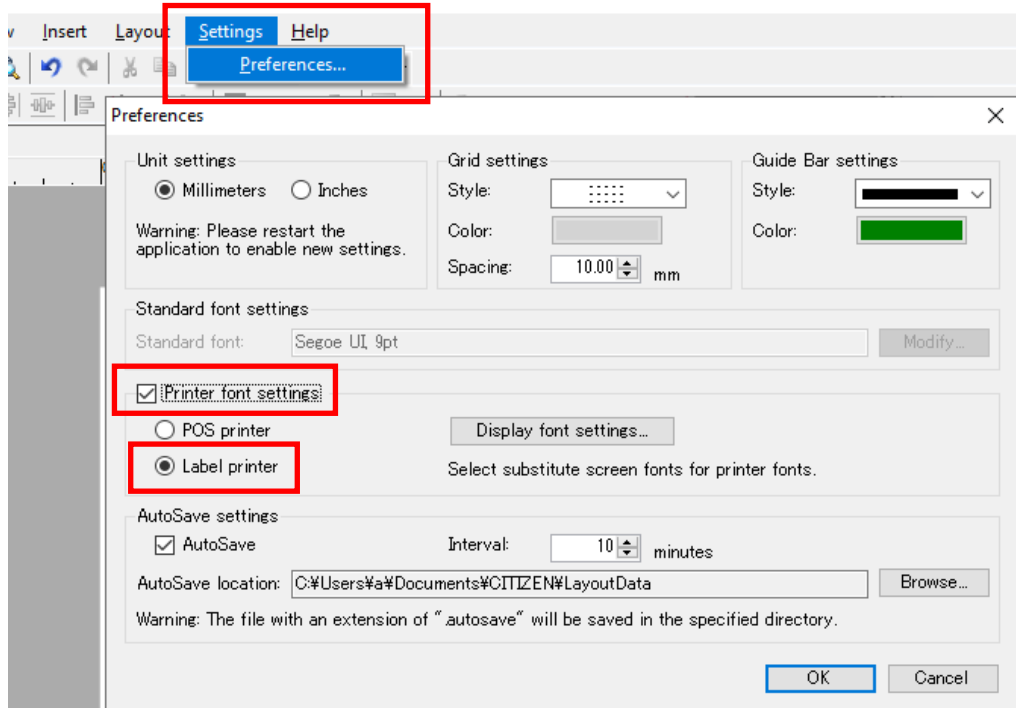 Insert Layout Settings Help
Preferences...
Preferences
Unit settings
Millimeters Inches
Warning: Please restart the
application to enable new settings.
Grid settings
Style:
Color:
Spacing: 10.00 mm
Guide Bar settings
Style:
Color:
Standard font settings
Standard font: Segoe UI, 9pt Modify...
Printer font settings
POS printer Display font settings...
Label printer Select substitute screen fonts for printer fonts.
AutoSave settings
AutoSave Interval: 10 minutes
AutoSave location: C:¥Users¥a¥Documents¥CITIZEN¥LayoutData Browse...
Warning: The file with an extension of ".autosave" will be saved in the specified directory.
OK Cancel